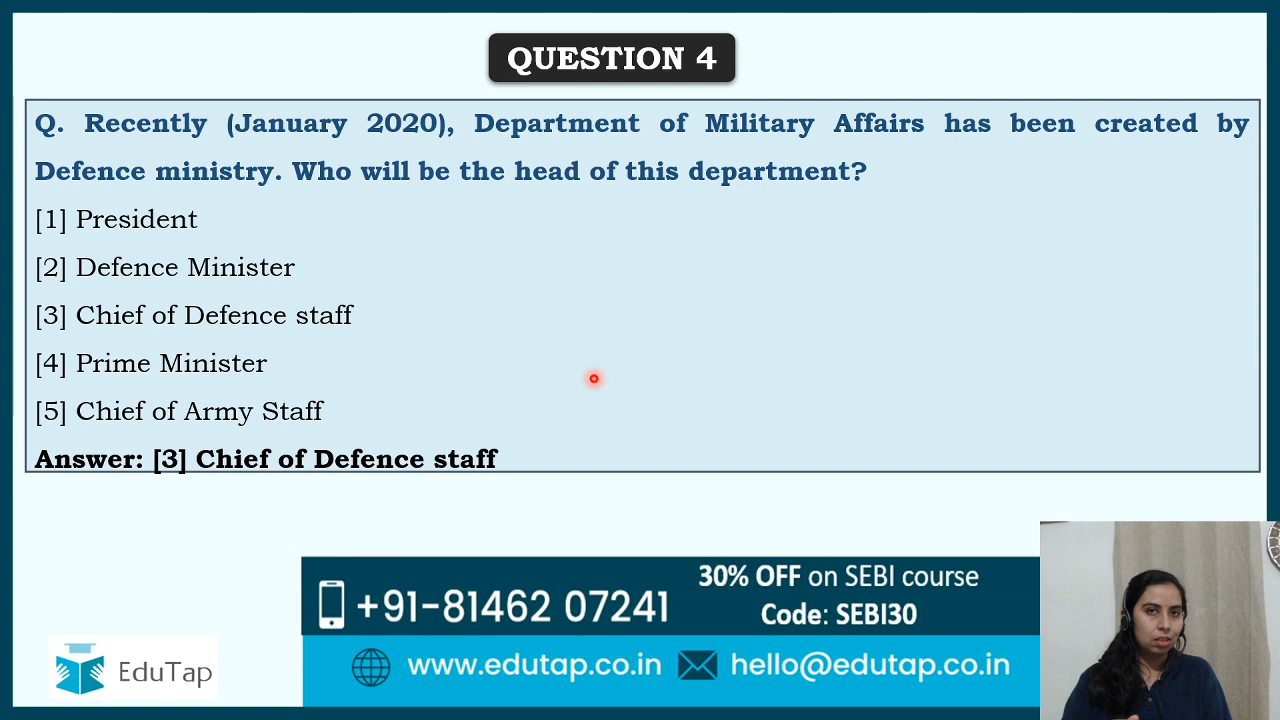 QUESTION 4
Q. Recently (January 2020), Department of Military Affairs has been created by
Defence ministry. Who will be the head of this department?
[1] President
[2] Defence Minister
[3] Chief of Defence staff
[4] Prime Minister
[5] Chief of Army Staff
Answer: [3] Chief of Defence staff
+91-81462 07241
30% OFF on SEBI course
Code: SEBI30
www.edutap.co.in
hello@edutap.co.in
EduTap